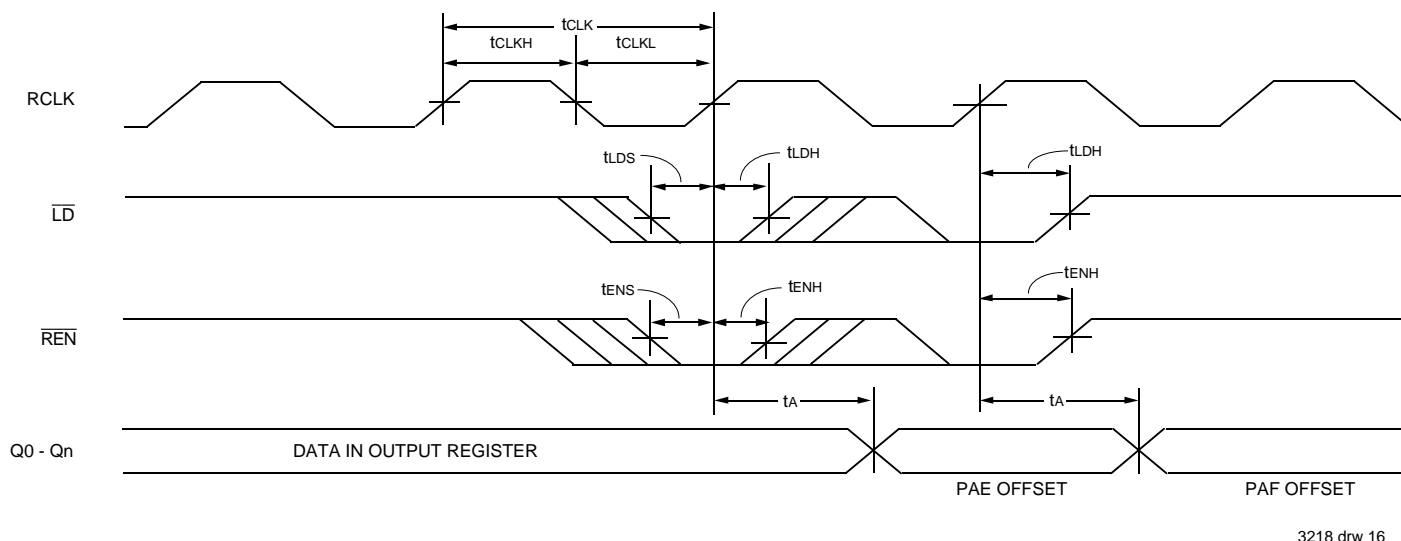 tCLK
tCLKH
tCLKL
RCLK
tLDS
tLDH
tLDH
LD
tENS
tENH
tENH
REN
tA
tA
Q0 - Qn
DATA IN OUTPUT REGISTER
PAE OFFSET
PAF OFFSET
3218 drw 16